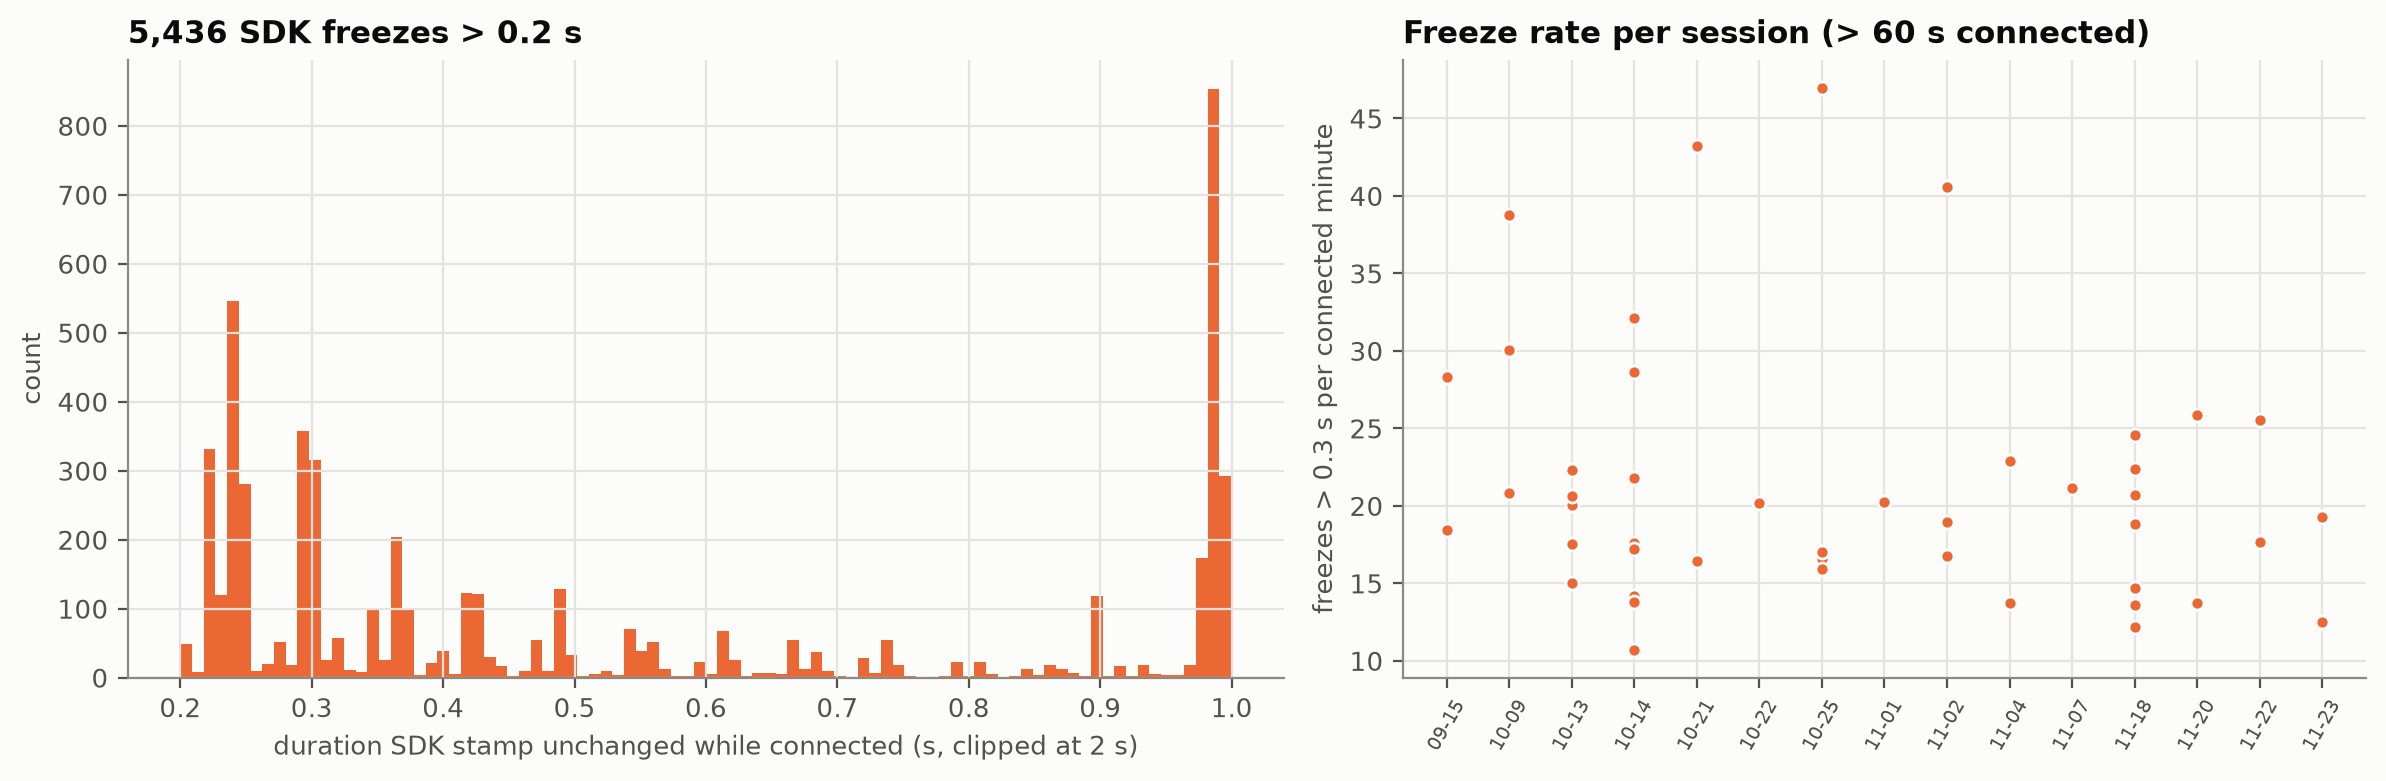 5,436 SDK freezes > 0.2 s
count
800
700
600
500
400
300
200
100
0
0.2 0.3 0.4 0.5 0.6 0.7 0.8 0.9 1.0
duration SDK stamp unchanged while connected (s, clipped at 2 s)
Freeze rate per session (> 60 s connected)
freezes > 0.3 s per connected minute
45
40
35
30
25
20
15
10
09-15 10-09 10-13 10-14 10-21 10-22 10-25 11-01 11-02 11-04 11-07 11-18 11-20 11-22 11-23